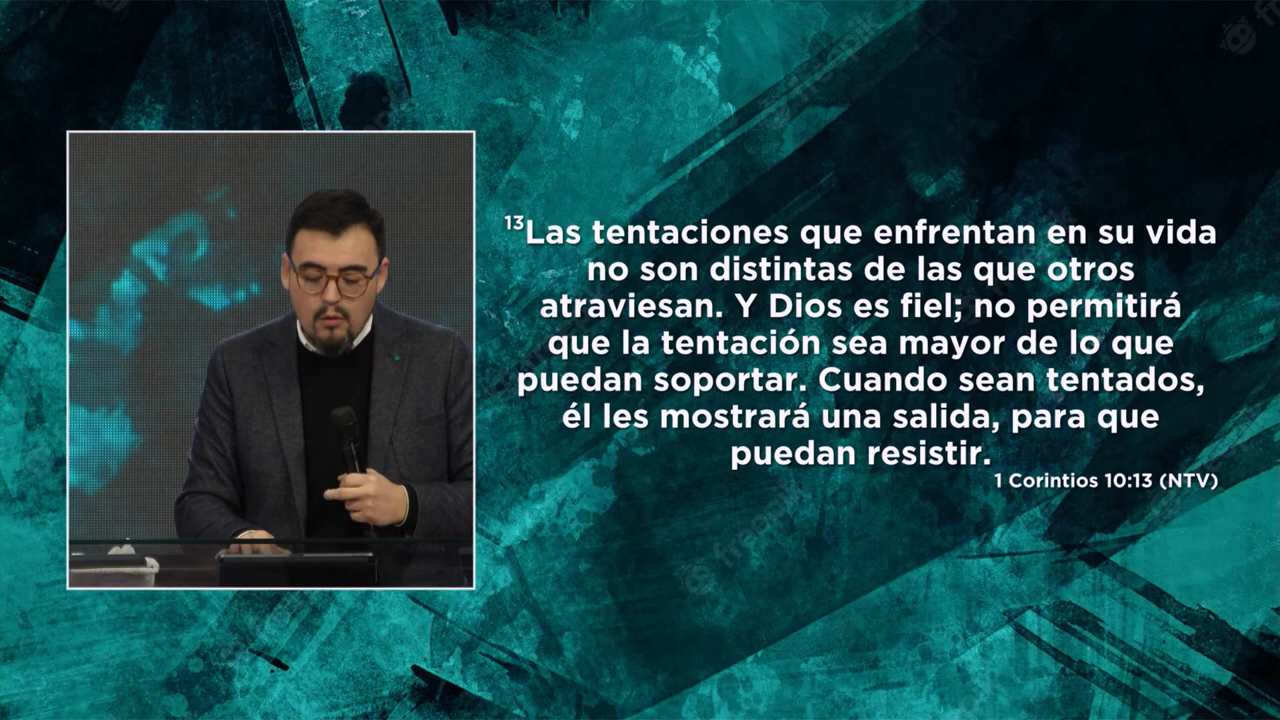 ¹³Las tentaciones que enfrentan en su vida
no son distintas de las que otros
atraviesan. Y Dios es fiel; no permitirá
que la tentación sea mayor de lo que
puedan soportar. Cuando sean tentados,
él les mostrará una salida, para que
puedan resistir.
1 Corintios 10:13 (NTV)
freepik
freepik